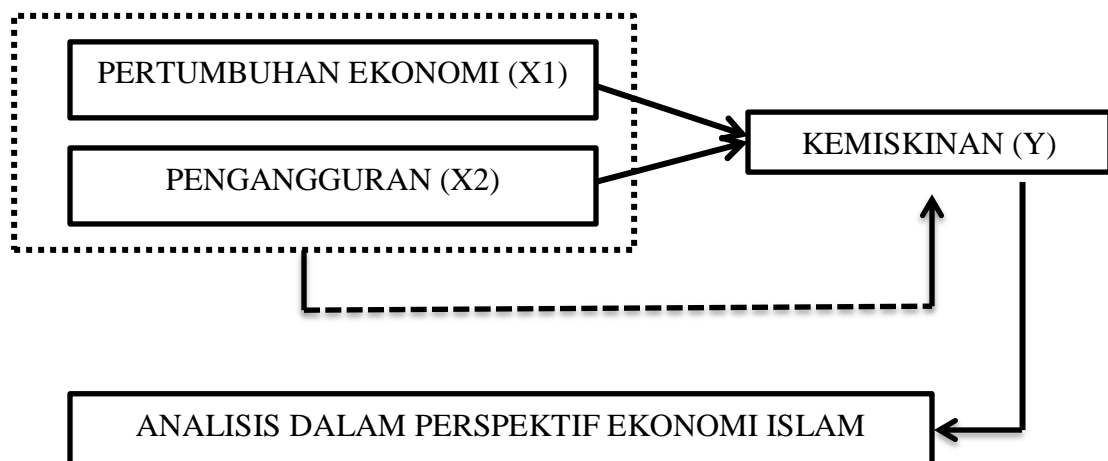 PERTUMBUHAN EKONOMI (X1)
PENGANGGURAN (X2)
KEMISKINAN (Y)
ANALISIS DALAM PERSPEKTIF EKONOMI ISLAM